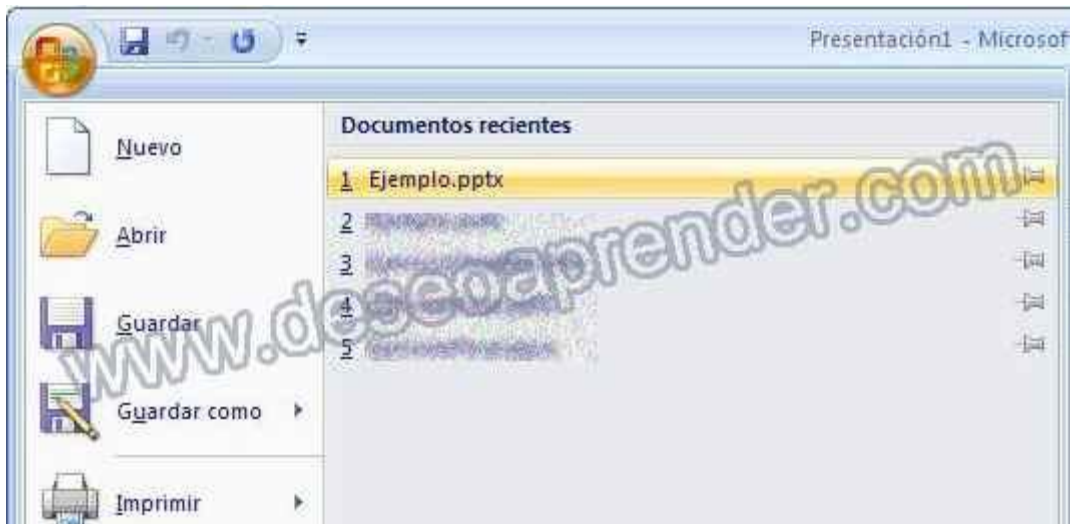 Presentación1 - Microsof
Documentos recientes
Nuevo
1 Ejemplo.pptx
2
Abrir
3
4
Guardar
5
Guardar como
Imprimir
www.deseoaprender.com